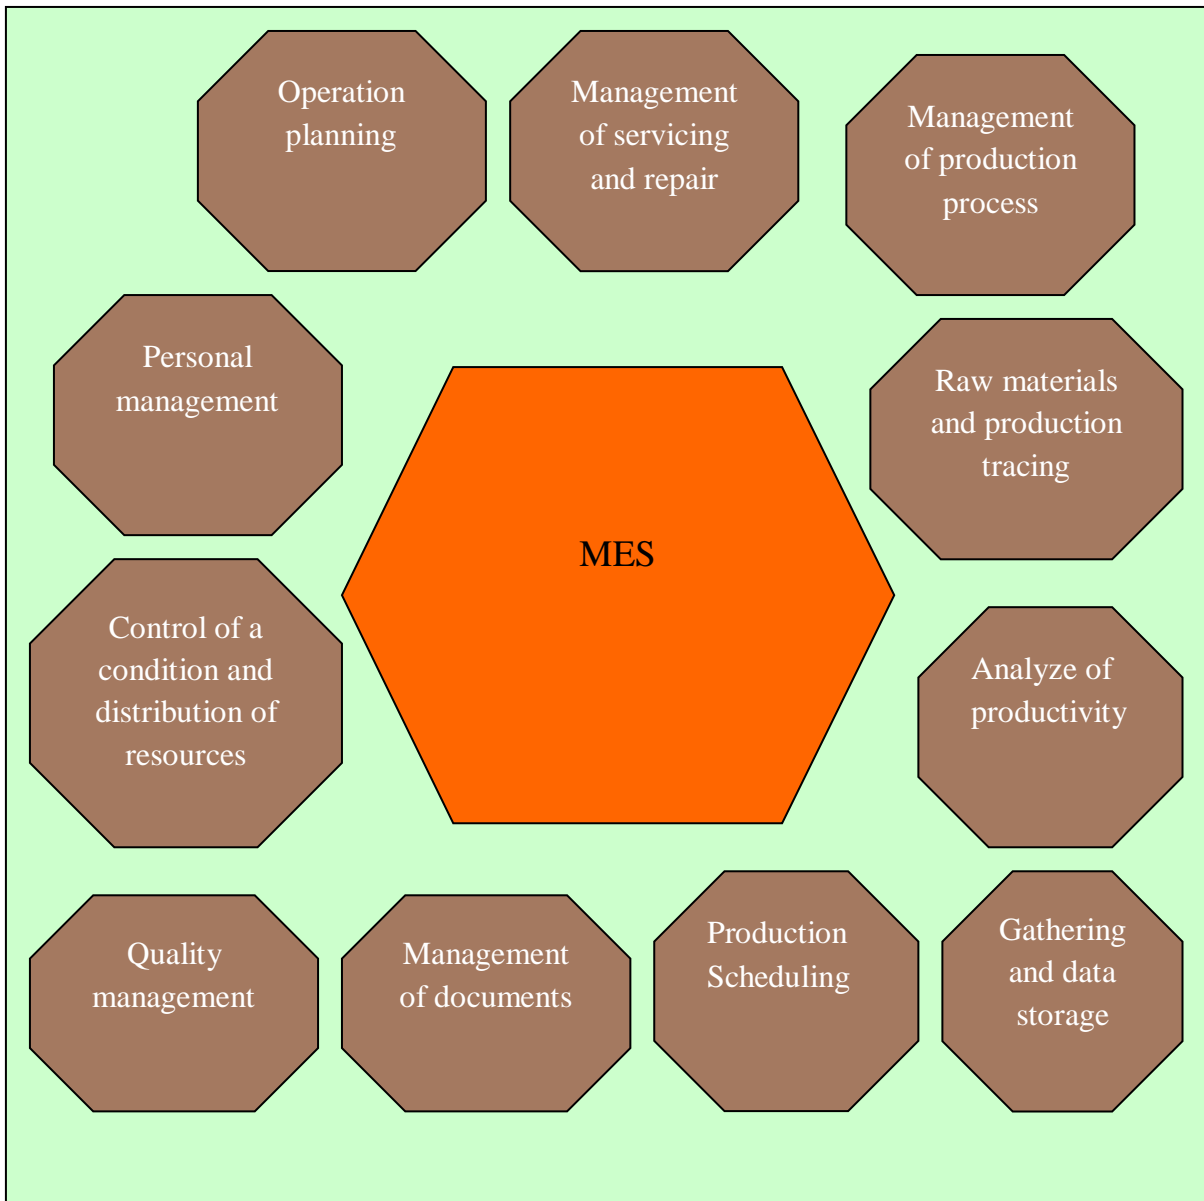 Operation
planning
Management
of servicing
and repair
Management
of production
process
Personal
management
Raw materials
and production
tracing
MES
Control of a
condition and
distribution of
resources
Analyze of
productivity
Quality
management
Management
of documents
Production
Scheduling
Gathering
and data
storage